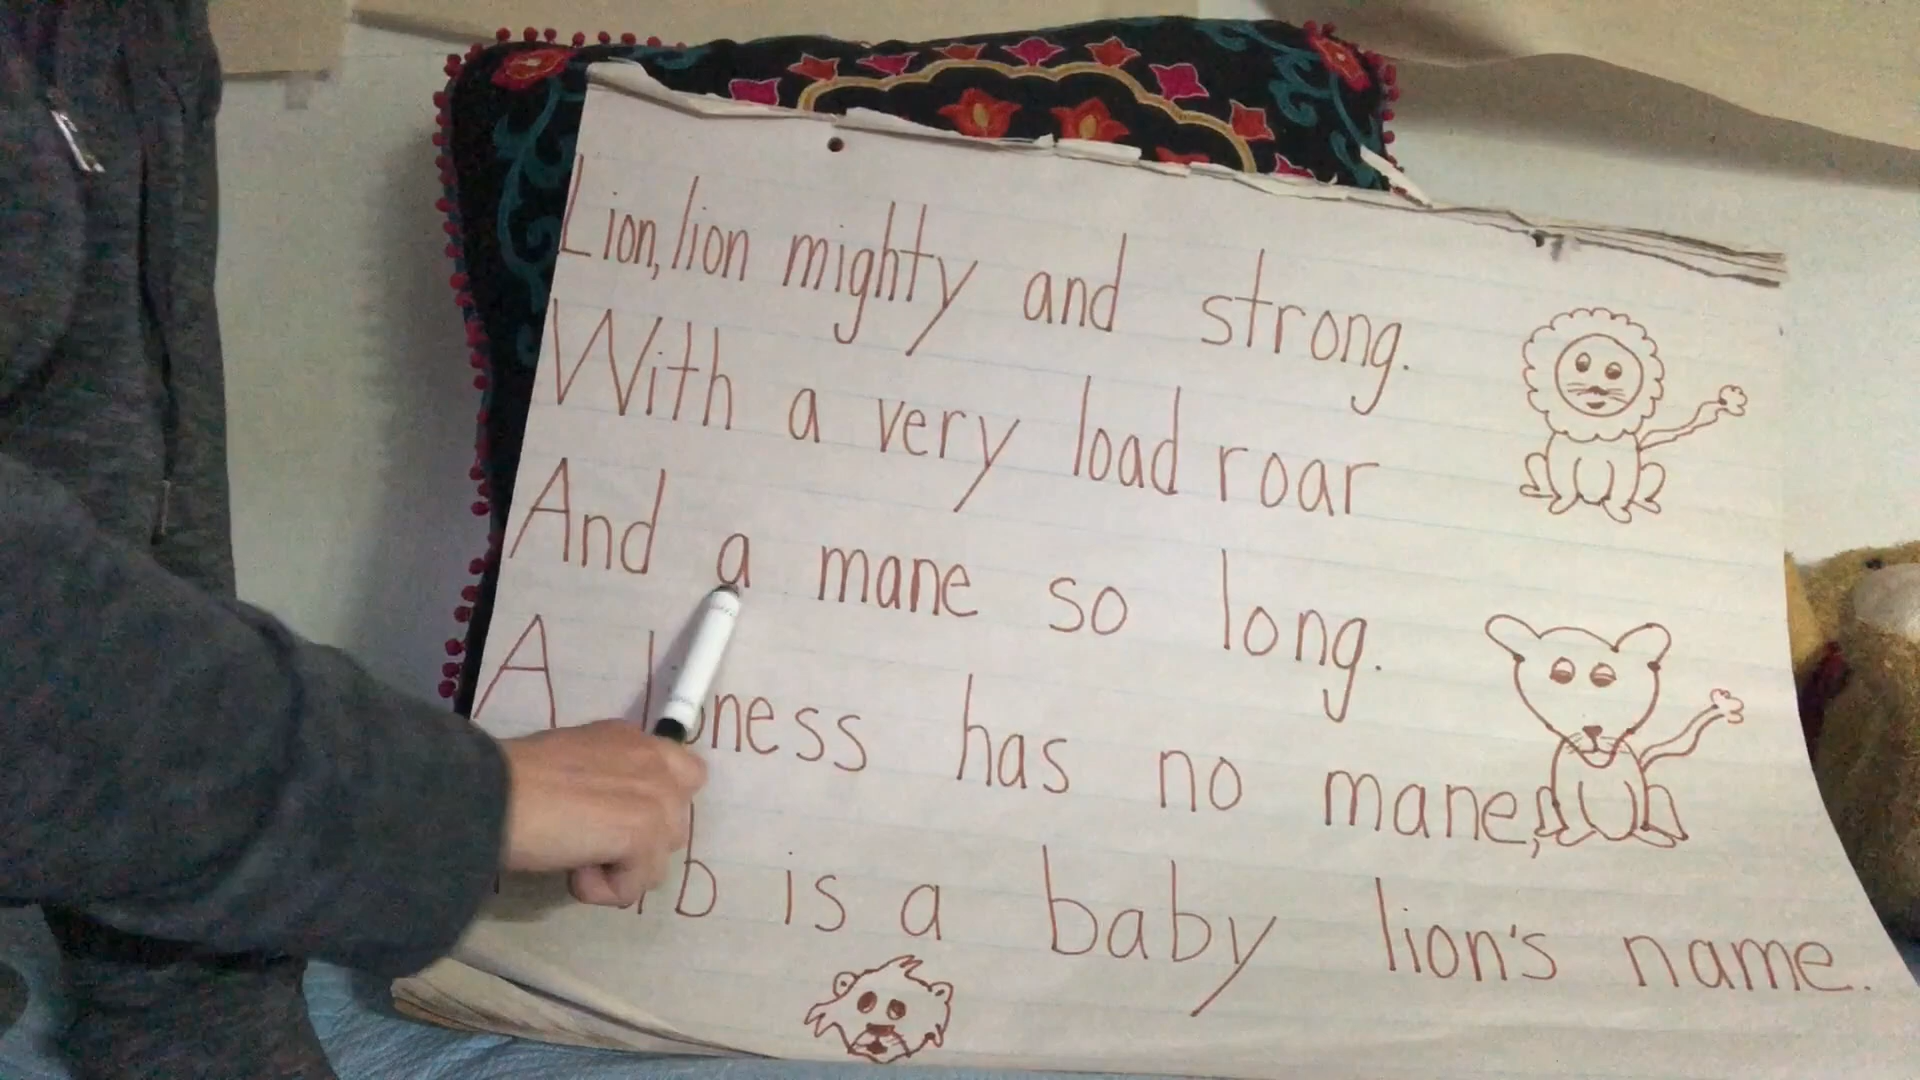 Lion, lion mighty and strong.
With a very load roar
And a mane so long.
A has no mane,
is a baby lion's name.